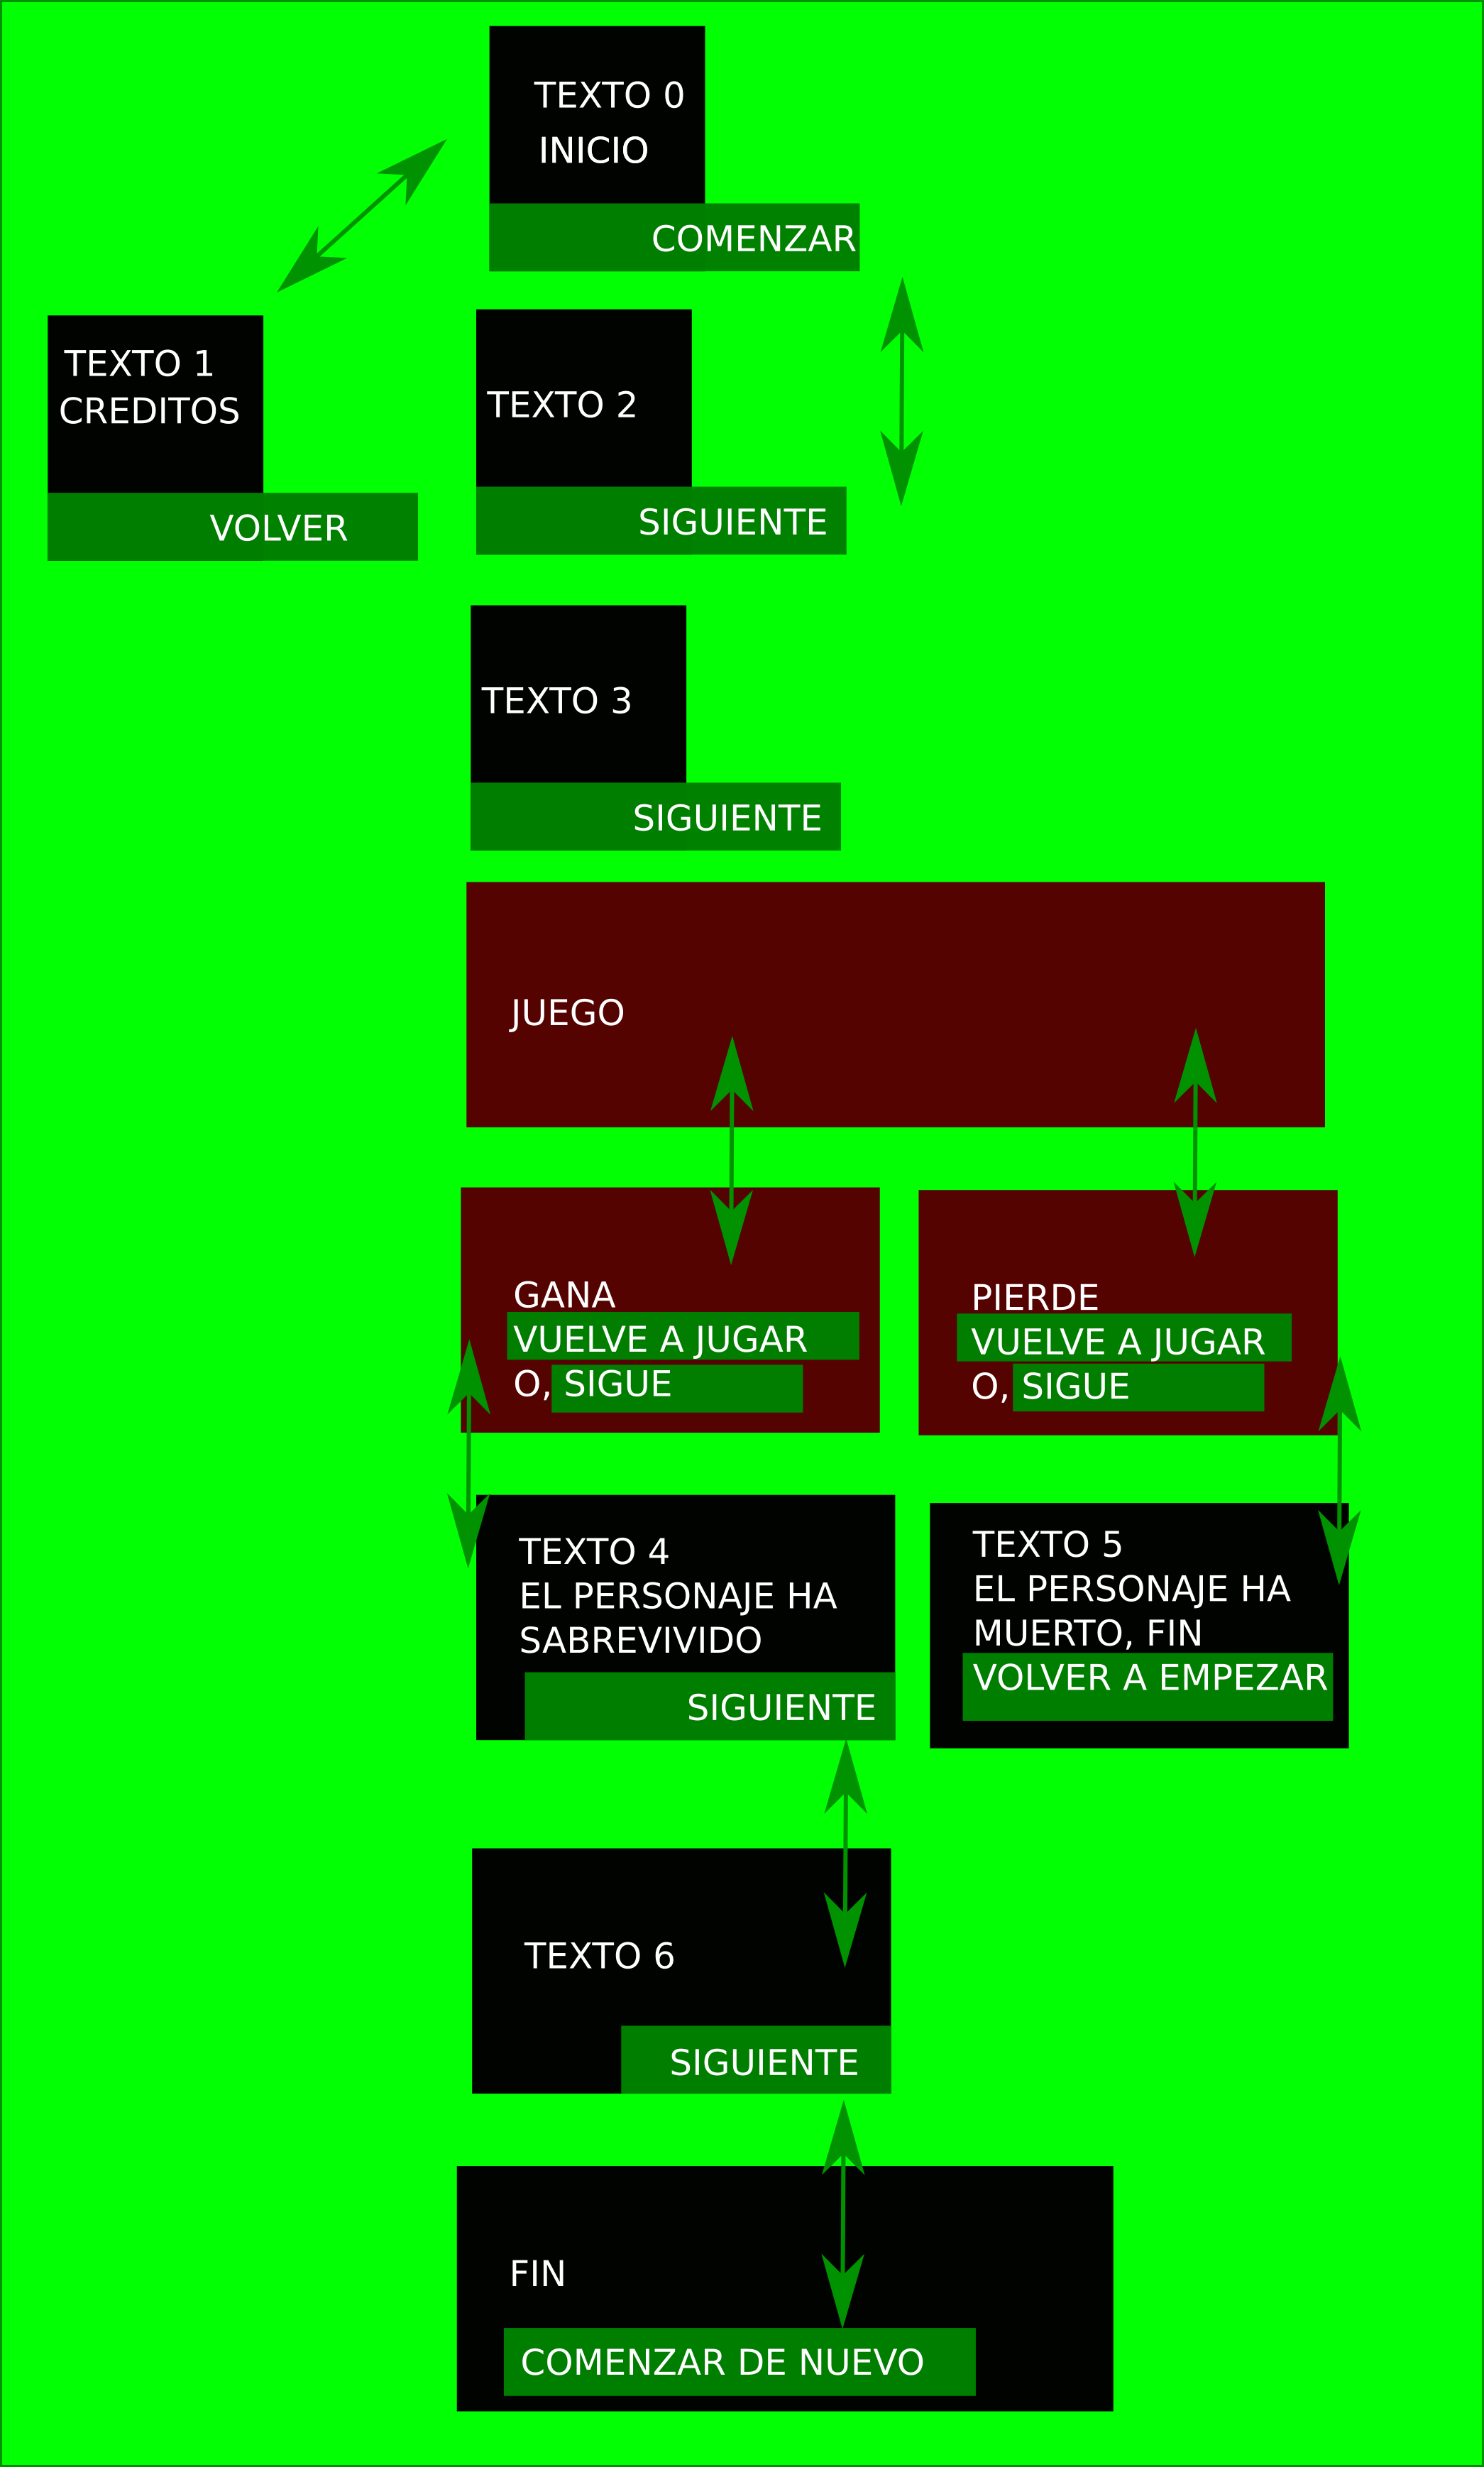 TEXTO 0
INICIO
COMENZAR
TEXTO 1
CREDITOS
VOLVER
TEXTO 2
SIGUIENTE
TEXTO 3
SIGUIENTE
JUEGO
GANA
VUELVE A JUGAR
O, SIGUE
PIERDE
VUELVE A JUGAR
O, SIGUE
TEXTO 4
EL PERSONAJE HA
SABREVIVIDO
SIGUIENTE
TEXTO 5
EL PERSONAJE HA
MUERTO, FIN
VOLVER A EMPEZAR
TEXTO 6
SIGUIENTE
FIN
COMENZAR DE NUEVO